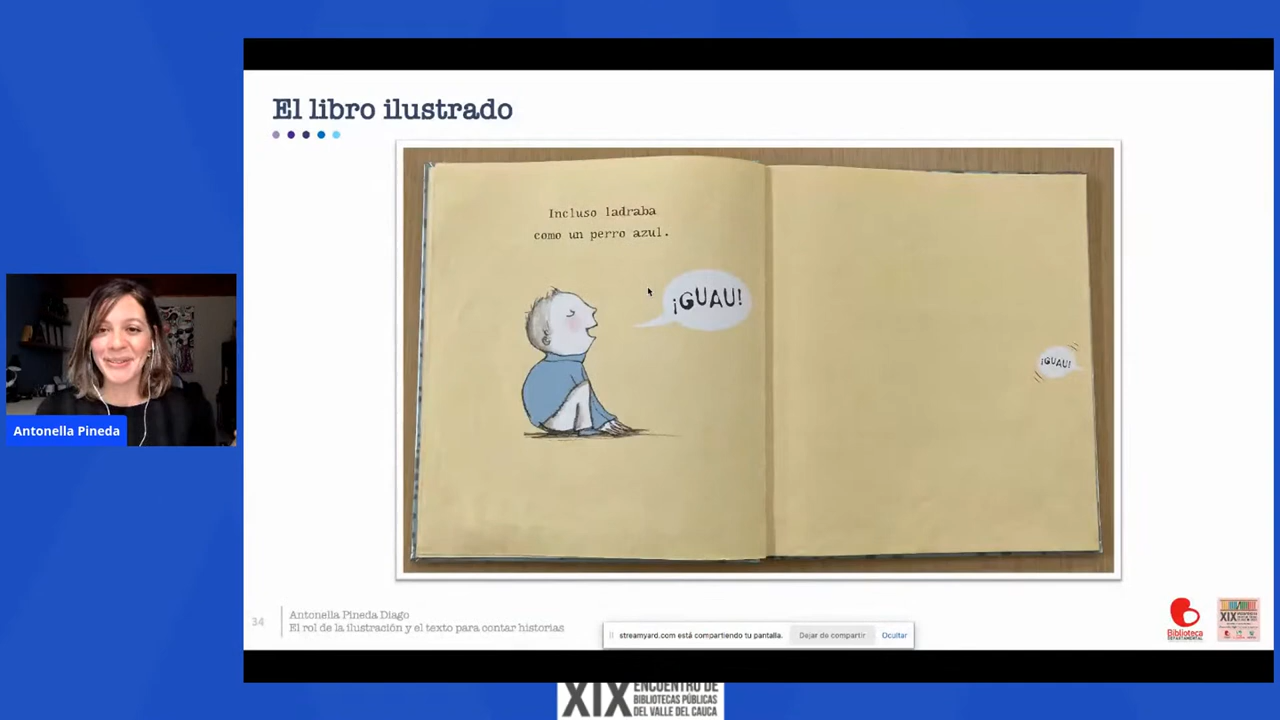 El libro ilustrado
Incluso ladraba
como un perro azul.
¡GUAU!
¡GUAU!
Antonella Pineda
34
Antonella Pineda Diago
El rol de la ilustración y el texto para contar historias
streamyard.com está compartiendo tu pantalla.
Dejar de compartir
Ocultar
Biblioteca
DEPARTAMENTAL
XIX
XIX
ENCUENTRO DE
BIBLIOTECAS PÚBLICAS
DEL VALLE DEL CAUCA